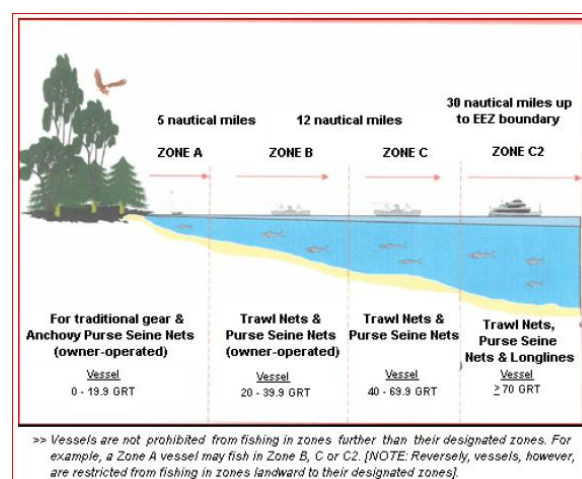 5 nautical miles
12 nautical miles
30 nautical miles up
to EEZ boundary
ZONE A
ZONE B
ZONE C
ZONE C2
For traditional gear &
Anchovy Purse Seine Nets
(owner-operated)
Vessel
0 - 19.9 GRT
Trawl Nets
& Purse Seine Nets
(owner-operated)
Vessel
20 - 39.9 GRT
Trawl Nets
& Purse Seine Nets
Vessel
40 - 69.9 GRT
Trawl Nets,
Purse Seine
Nets & Longlines
Vessel
≥ 70 GRT
>> Vessels are not prohibited from fishing in zones further than their designated zones. For
example, a Zone A vessel may fish in Zone B, C or C2. [NOTE: Reversely, vessels, however,
are restricted from fishing in zones landward to their designated zones].